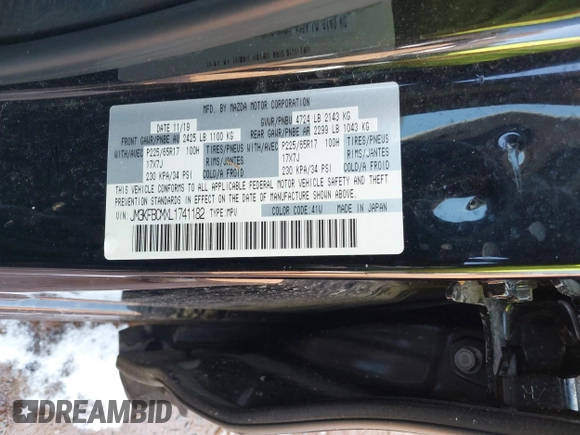 MFD. BY MAZDA MOTOR CORPORATION
DATE 11/19 GVWR/PNBV 4724 LB 2143 KG
FRONT GAWR/PNBE AV 2425 LB 1100 KG REAR GAWR/PNBE AR 2299 LB 1043 KG
WITH/AVEC P225/65R17 100H TIRES/PNEUS WITH/AVEC P225/65R17 100H TIRES/PNEUS
17X7J RIMS/JANTES 17X7J RIMS/JANTES
230 KPA/34 PSI COLD/A FROID 230 KPA/34 PSI COLD/A FROID
THIS VEHICLE CONFORMS TO ALL APPLICABLE FEDERAL MOTOR VEHICLE SAFETY, BUMPER,
AND THEFT PREVENTION STANDARDS IN EFFECT ON THE DATE OF MANUFACTURE SHOWN ABOVE.
VIN: TYPE:MPV COLOR CODE:41U MADE IN JAPAN
DREAMBID